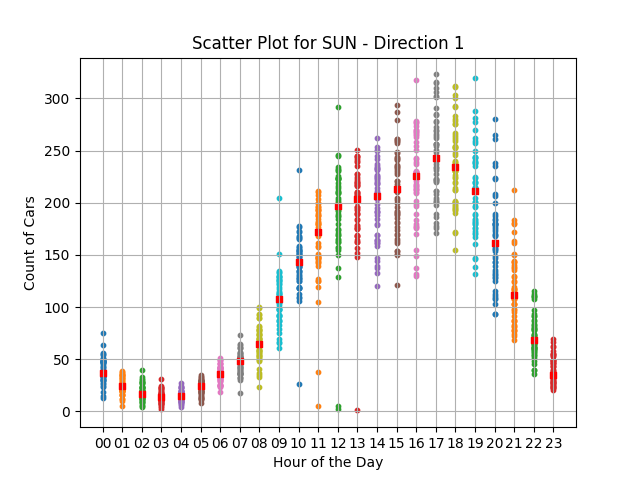 Scatter Plot for SUN - Direction 1
Count of Cars
300
250
200
150
100
50
0
00 01 02 03 04 05 06 07 08 09 10 11 12 13 14 15 16 17 18 19 20 21 22 23
Hour of the Day